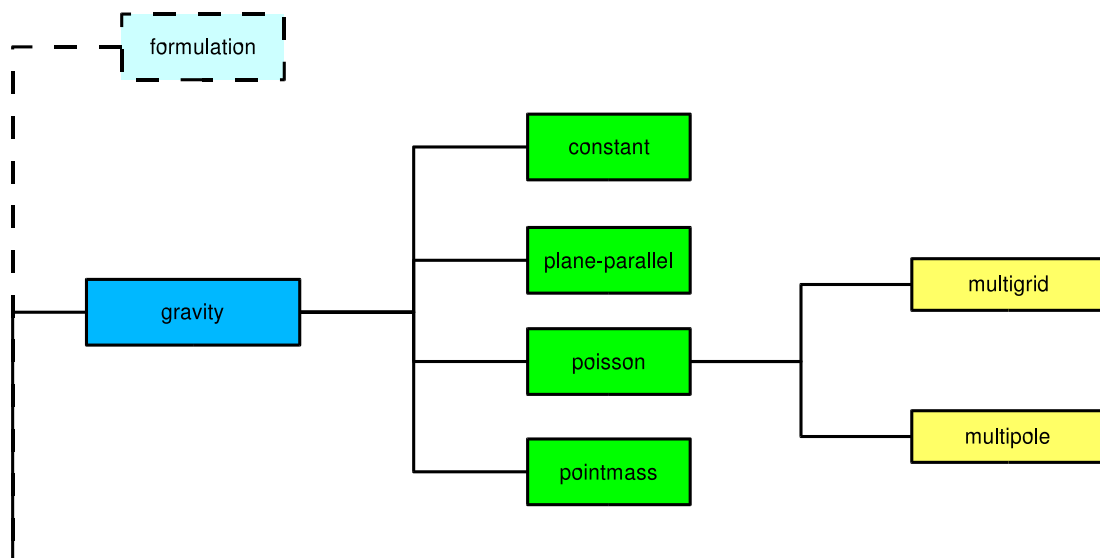 formulation
constant
plane-parallel
gravity
multigrid
poisson
multipole
pointmass